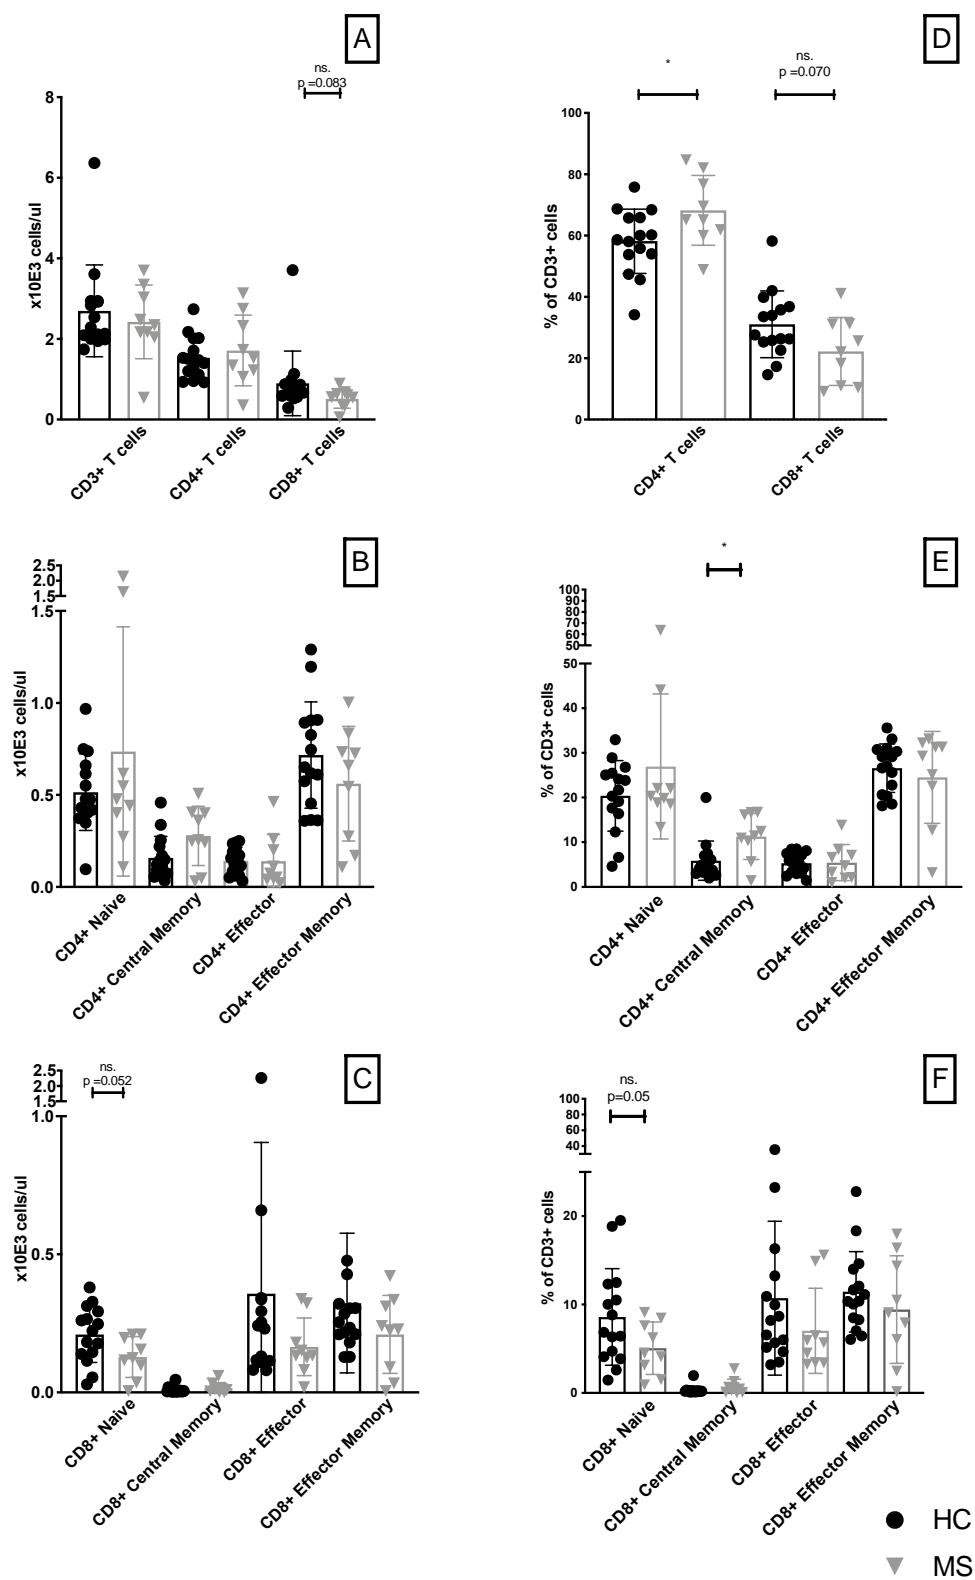 A
ns.
p =0.083
8
6
4
2
0
x10E3 cells/ul
CD3+ T cells
CD4+ T cells
CD8+ T cells
D
*
ns.
p =0.070
100
80
60
40
20
0
% of CD3+ cells
CD4+ T cells
CD8+ T cells
B
2.5
2.0
1.5
1.5
1.0
0.5
0.0
x10E3 cells/ul
CD4+ Naive
CD4+ Central Memory
CD4+ Effector
CD4+ Effector Memory
E
*
100
90
80
70
60
50
50
40
30
20
10
0
% of CD3+ cells
CD4+ Naive
CD4+ Central Memory
CD4+ Effector
CD4+ Effector Memory
C
ns.
p =0.052
2.5
2.0
1.5
1.0
0.5
0.0
x10E3 cells/ul
CD8+ Naive
CD8+ Central Memory
CD8+ Effector
CD8+ Effector Memory
F
ns.
p=0.05
100
80
60
40
20
10
0
% of CD3+ cells
CD8+ Naive
CD8+ Central Memory
CD8+ Effector
CD8+ Effector Memory
HC
MS